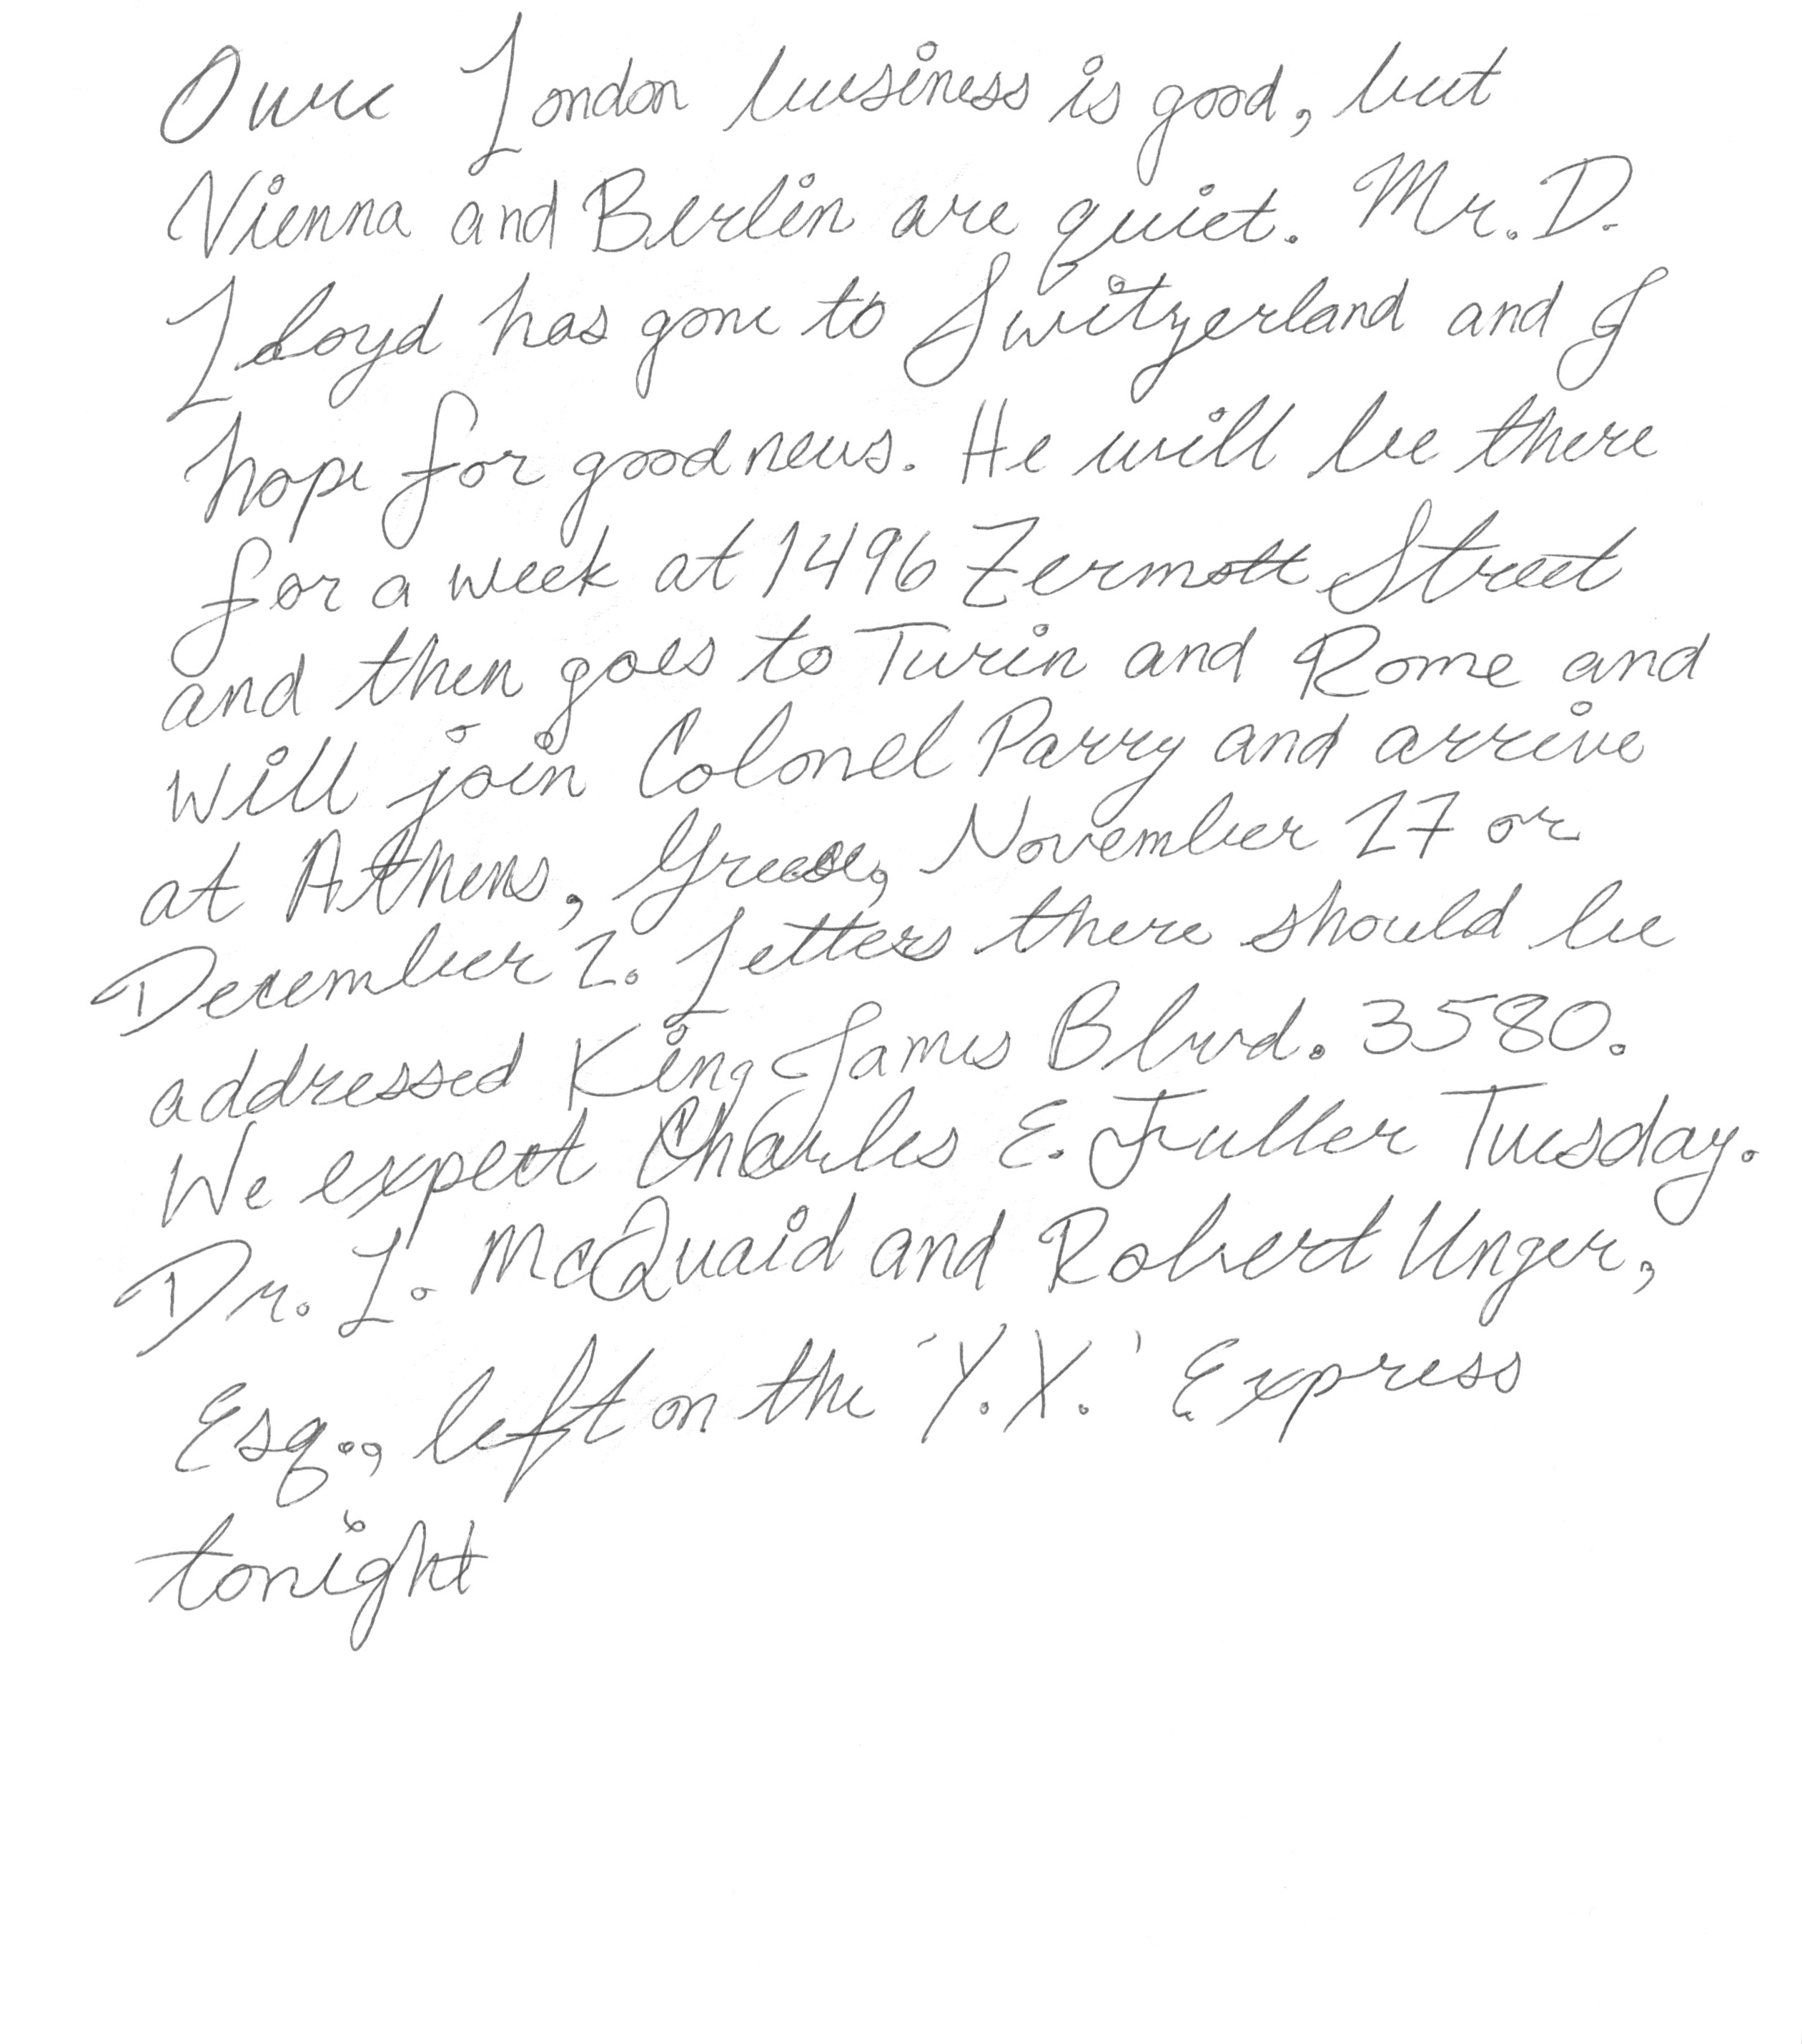 Our London business is good, but
Vienna and Berlin are quiet. Mr. D.
Lloyd has gone to Switzerland and I
hope for good news. He will be there
for a week at 1496 Zermott Street
and then goes to Turin and Rome and
will join Colonel Parry and arrive
at Athens, Greece, November 27 or
December 2. Letters there should be
addressed King James Blvd. 3580.
We expect Charles E. Fuller Tuesday.
Dr. L. McQuaid and Robert Unger,
Esq., left on the 'Y.X.' Express
tonight